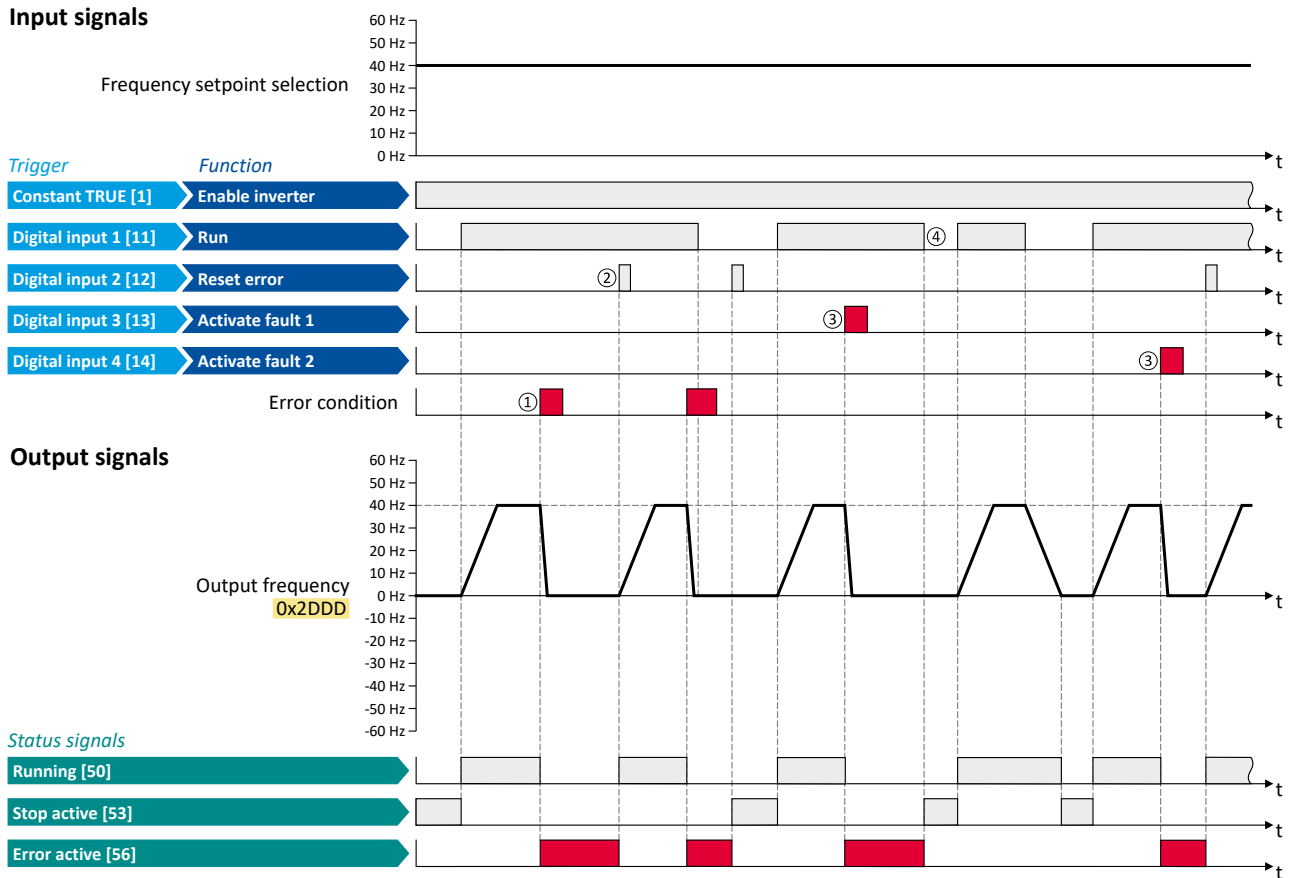 Input signals
60 Hz
50 Hz
40 Hz
30 Hz
20 Hz
10 Hz
0 Hz
Frequency setpoint selection
t
Trigger Function
Constant TRUE [1] Enable inverter
t
Digital input 1 [11] Run
④
t
Digital input 2 [12] Reset error
②
t
Digital input 3 [13] Activate fault 1
③
t
Digital input 4 [14] Activate fault 2
③
t
Error condition
①
t
Output signals
60 Hz
50 Hz
40 Hz
30 Hz
20 Hz
10 Hz
0 Hz
-10 Hz
-20 Hz
-30 Hz
-40 Hz
-50 Hz
-60 Hz
Output frequency
0x2DDD
t
Status signals
Running [50]
t
Stop active [53]
t
Error active [56]
t